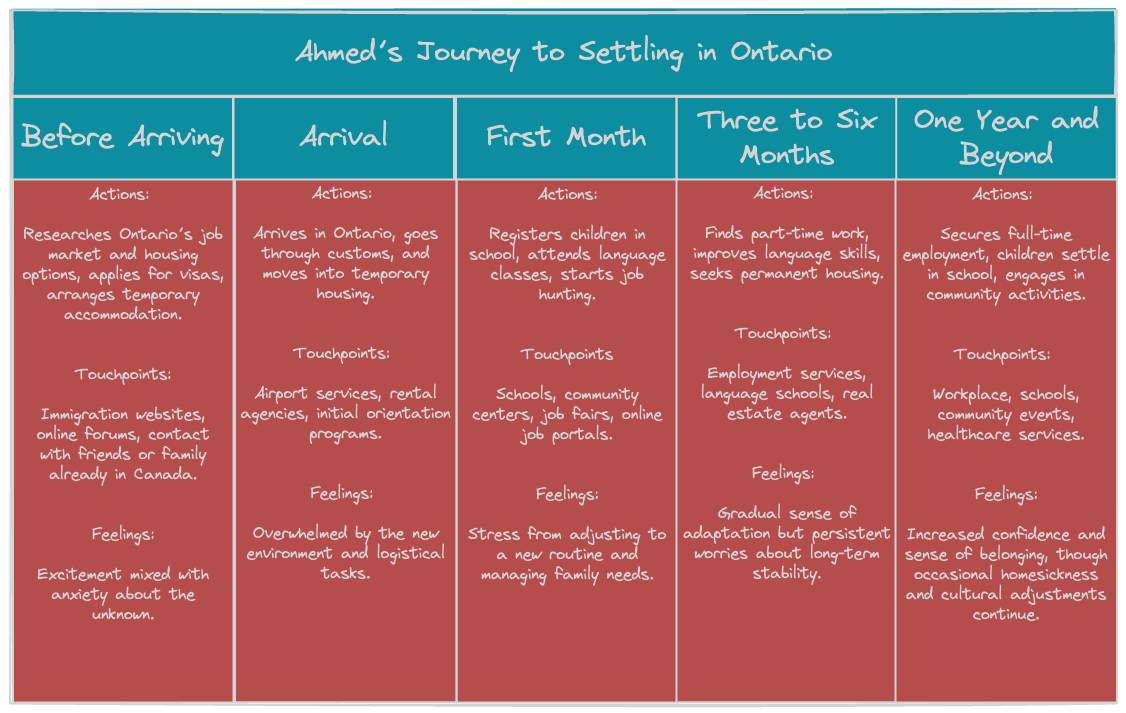 Ahmed's Journey to Settling in Ontario
Before Arriving
Arrival
First Month
Three to Six
Months
One Year and
Beyond
Actions:
Researches Ontario's job
market and housing
options, applies for visas,
arranges temporary
accommodation.
Touchpoints:
Immigration websites,
online forums, contact
with friends or family
already in Canada.
Feelings:
Excitement mixed with
anxiety about the
unknown.
Actions:
Arrives in Ontario, goes
through customs, and
moves into temporary
housing.
Touchpoints:
Airport services, rental
agencies, initial orientation
programs.
Feelings:
Overwhelmed by the new
environment and logistical
tasks.
Actions:
Registers children in
school, attends language
classes, starts job
hunting.
Touchpoints
Schools, community
centers, job fairs, online
job portals.
Feelings:
Stress from adjusting to
a new routine and
managing family needs.
Actions:
Finds part-time work,
improves language skills,
seeks permanent housing.
Touchpoints:
Employment services,
language schools, real
estate agents.
Feelings:
Gradual sense of
adaptation but persistent
worries about long-term
stability.
Actions:
Secures full-time
employment, children settle
in school, engages in
community activities.
Touchpoints:
Workplace, schools,
community events,
healthcare services.
Feelings:
Increased confidence and
sense of belonging, though
occasional homesickness
and cultural adjustments
continue.